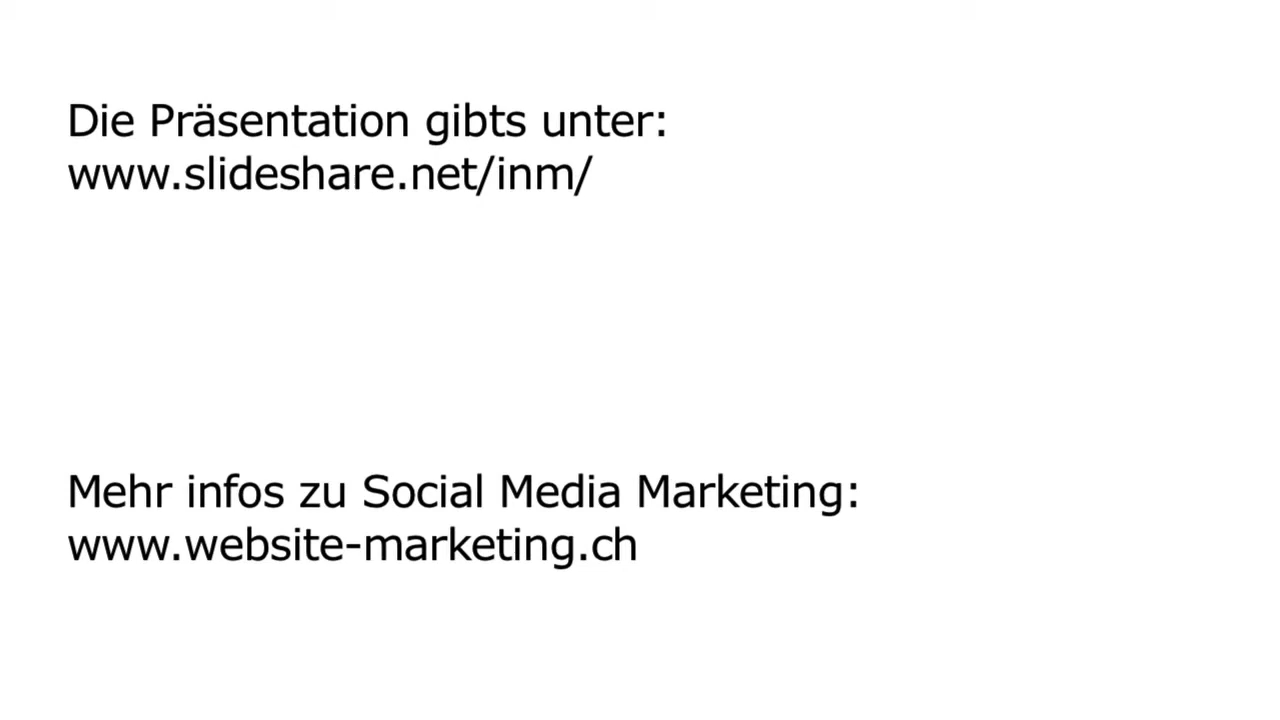 Die Präsentation gibts unter:
www.slideshare.net/inm/
Mehr infos zu Social Media Marketing:
www.website-marketing.ch